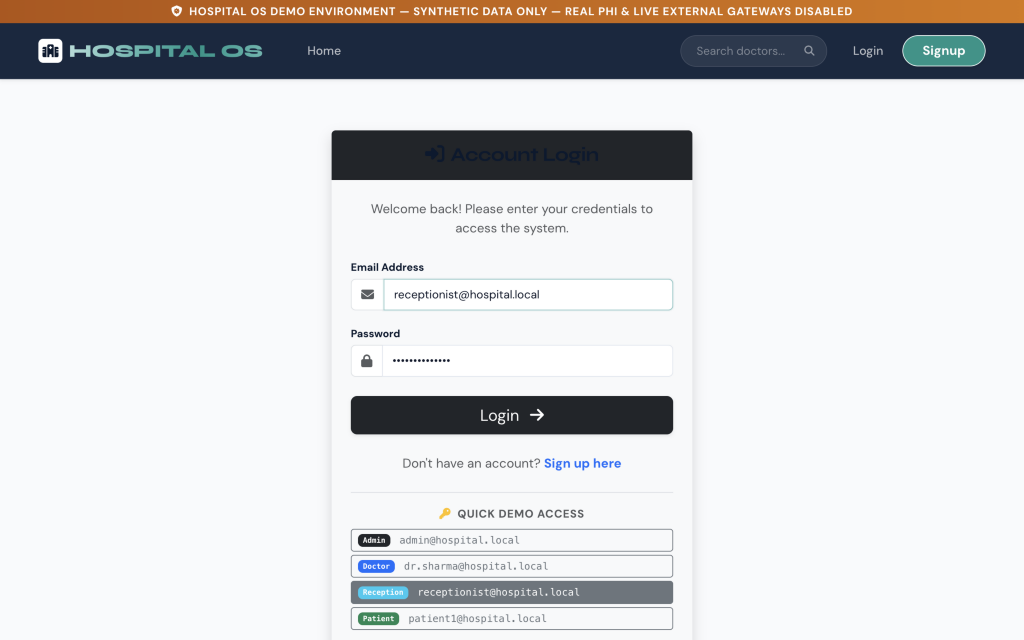 HOSPITAL OS DEMO ENVIRONMENT — SYNTHETIC DATA ONLY — REAL PHI & LIVE EXTERNAL GATEWAYS DISABLED
HOSPITAL OS Home Search doctors... Login Signup
Account Login
Welcome back! Please enter your credentials to
access the system.
Email Address
receptionist@hospital.local
Password
••••••••••••••
Login →
Don't have an account? Sign up here
🔑 QUICK DEMO ACCESS
Admin admin@hospital.local
Doctor dr.sharma@hospital.local
Reception receptionist@hospital.local
Patient patient1@hospital.local